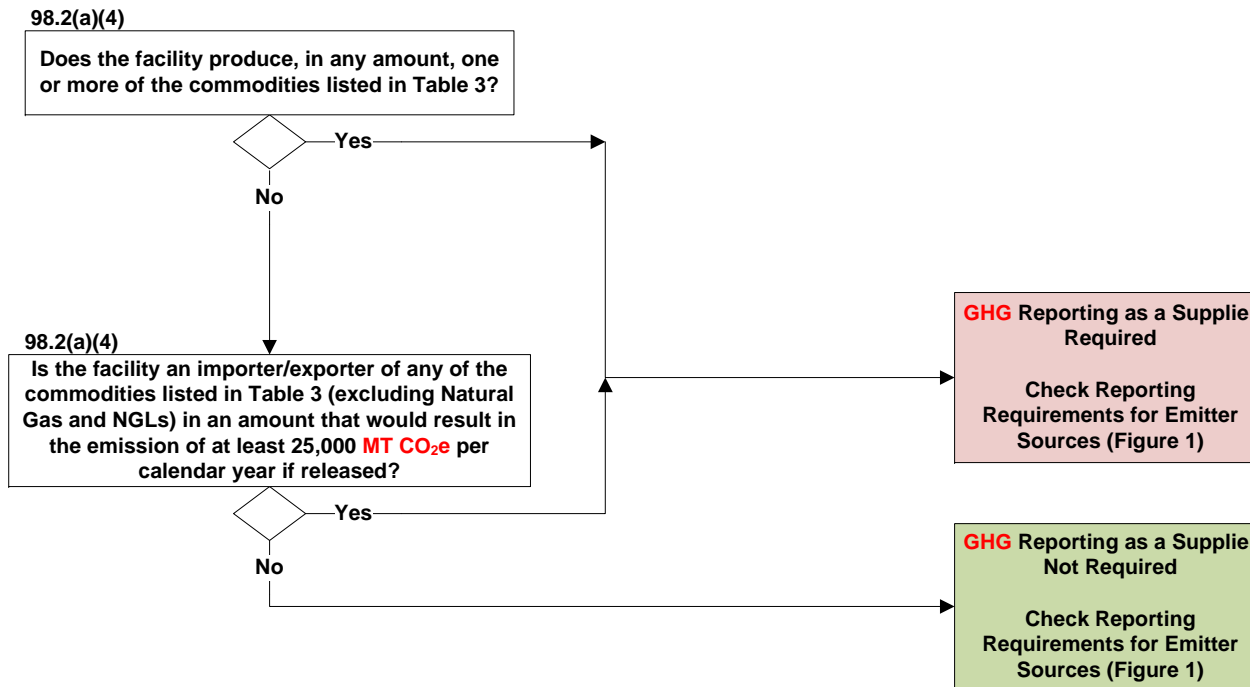 98.2(a)(4)
Does the facility produce, in any amount, one
or more of the commodities listed in Table 3?
Yes
No
98.2(a)(4)
Is the facility an importer/exporter of any of the
commodities listed in Table 3 (excluding Natural
Gas and NGLs) in an amount that would result in
the emission of at least 25,000 MT CO₂e per
calendar year if released?
Yes
No
GHG Reporting as a Supplie
Required
Check Reporting
Requirements for Emitter
Sources (Figure 1)
GHG Reporting as a Supplie
Not Required
Check Reporting
Requirements for Emitter
Sources (Figure 1)